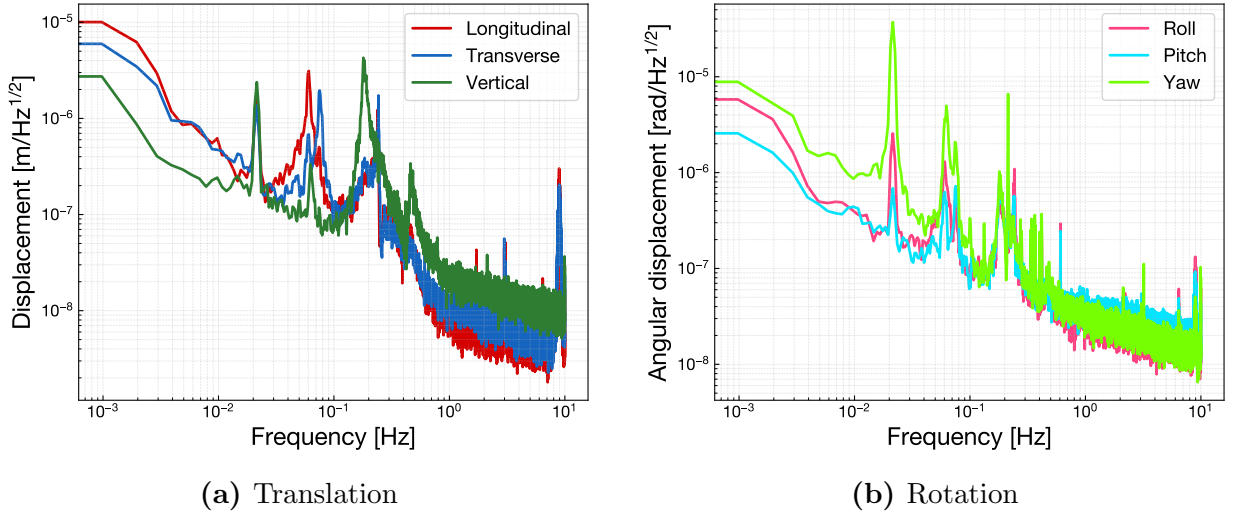 Displacement [m/Hz^{1/2}]
10^{-5}
10^{-6}
10^{-7}
10^{-8}
Longitudinal
Transverse
Vertical
10^{-3} 10^{-2} 10^{-1} 10^{0} 10^{1}
Frequency [Hz]
(a) Translation
Angular displacement [rad/Hz^{1/2}]
10^{-5}
10^{-6}
10^{-7}
10^{-8}
Roll
Pitch
Yaw
10^{-3} 10^{-2} 10^{-1} 10^{0} 10^{1}
Frequency [Hz]
(b) Rotation